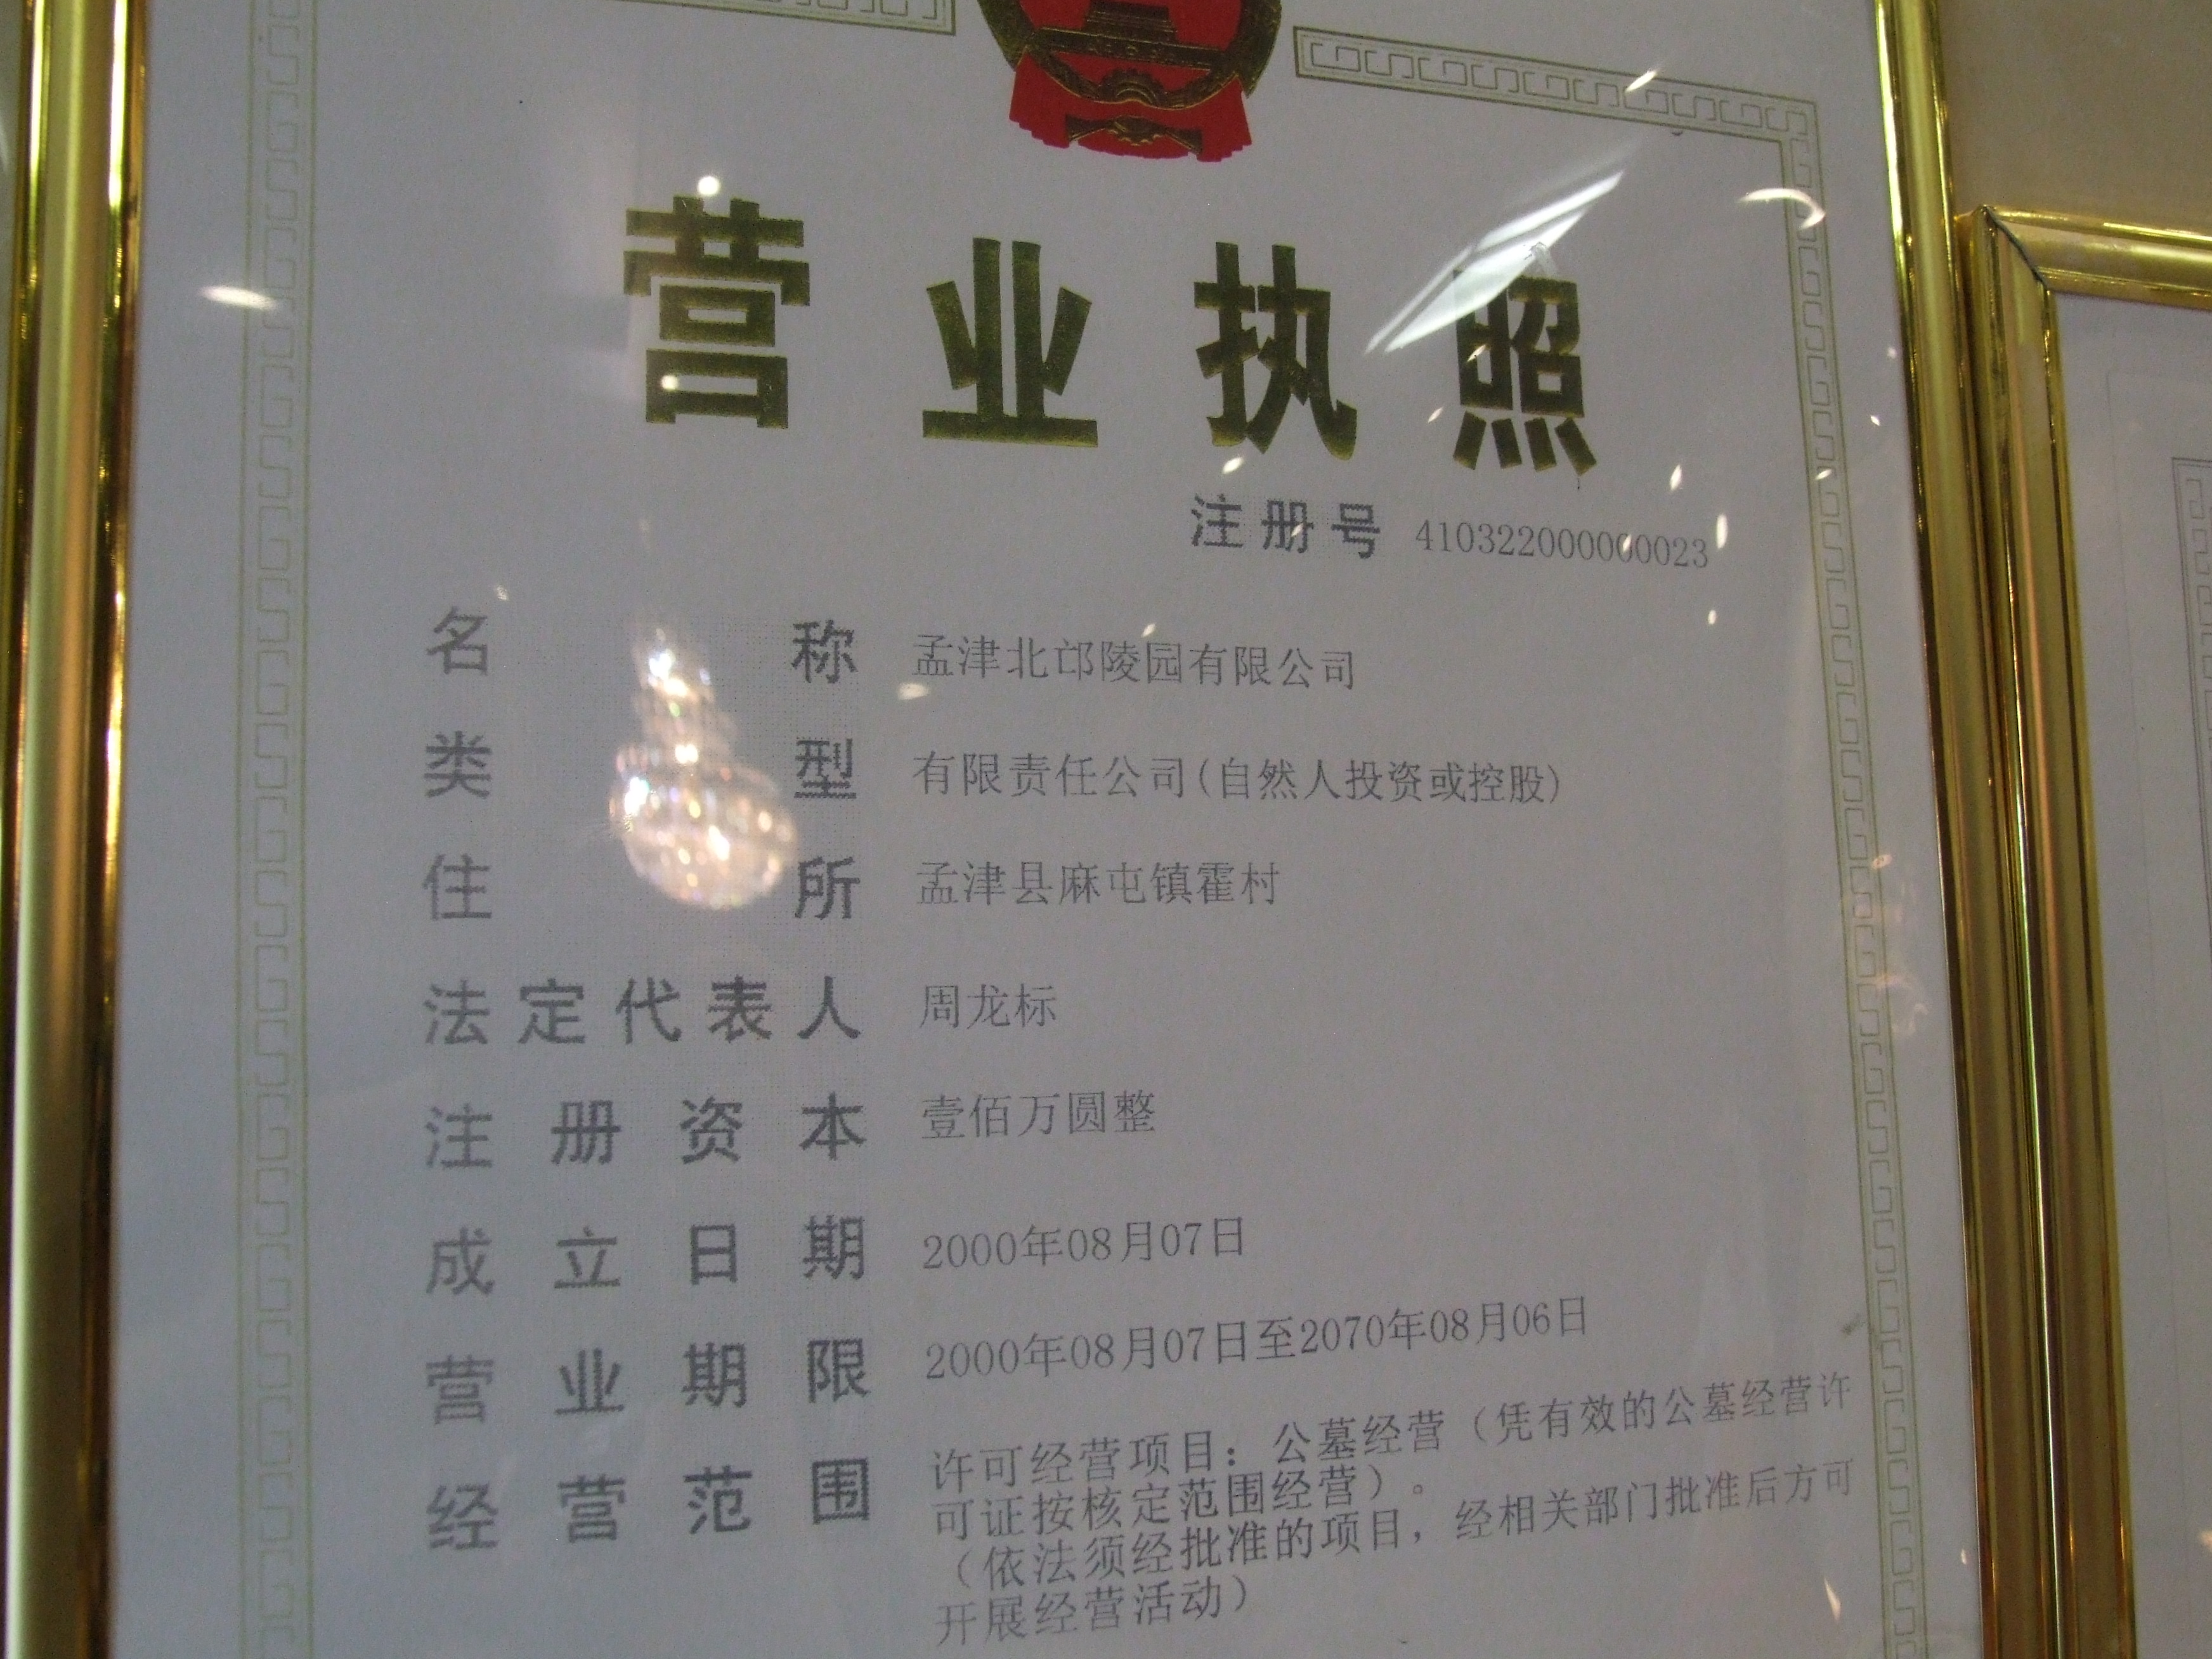 营业执照
注册号 410322000000023
名称 孟津北邙陵园有限公司
类型 有限责任公司(自然人投资或控股)
住所 孟津县麻屯镇霍村
法定代表人 周龙标
注册资本 壹佰万圆整
成立日期 2000年08月07日
营业期限 2000年08月07日至2070年08月06日
经营范围 许可经营项目：公墓经营（凭有效的公墓经营许
可证按核定范围经营）。
（依法须经批准的项目，经相关部门批准后方可
开展经营活动）